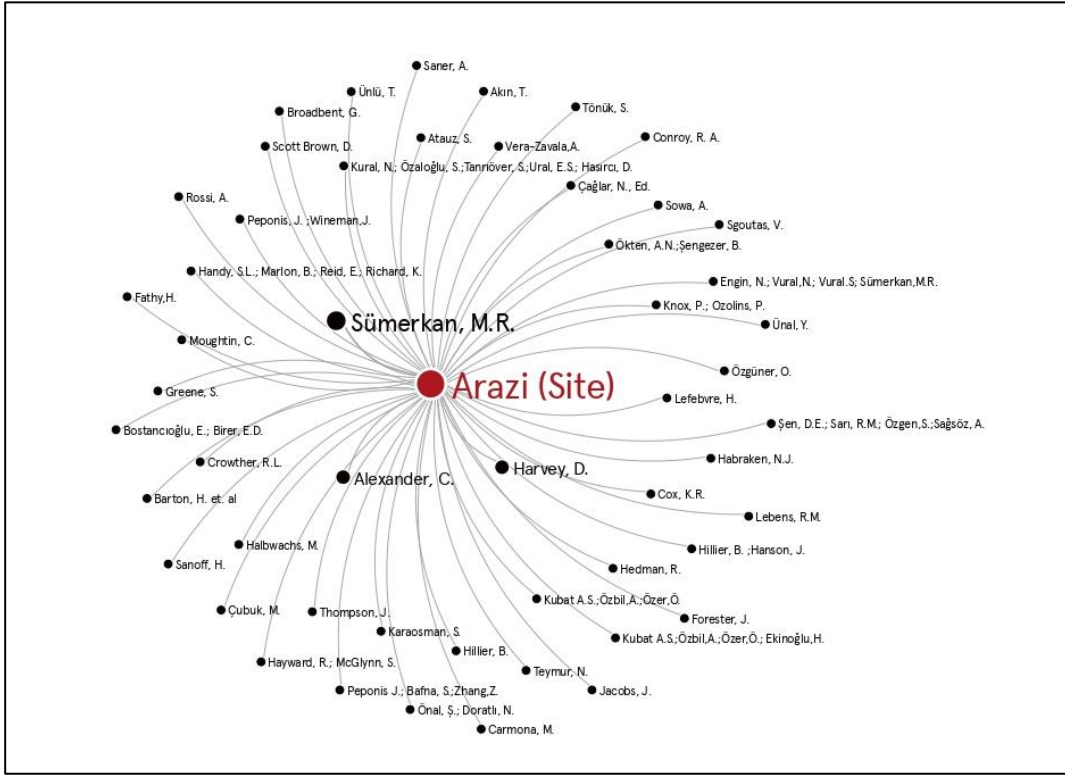 Saner, A.
Ünlü, T.
Akın, T.
Broadbent, G.
Tönük, S.
Atauz, S.
Conroy, R. A.
Scott Brown, D.
Vera-Zavala,A.
Kural, N.; Özaloğlu, S.;Tanrıöver, S.;Ural, E.S.; Hasırcı, D.
Çağlar, N., Ed.
Rossi, A.
Sowa, A.
Peponis, J. ;Wineman,J.
Sgoutas, V.
Ökten, A.N.;Şengezer, B.
Handy, S.L.; Marlon, B.; Reid, E.; Richard, K.
Engin, N.; Vural,N.; Vural.S; Sümerkan,M.R.
Fathy,H.
Knox, P.; Ozolins, P.
Sümerkan, M.R.
Ünal, Y.
Moughtin, C.
Özgüner, O.
Arazi (Site)
Greene, S.
Lefebvre, H.
Şen, D.E.; Sarı, R.M.; Özgen,S.;Sağsöz, A.
Bostancıoğlu, E.; Birer, E.D.
Habraken, N.J.
Crowther, R.L.
Harvey, D.
Alexander, C.
Cox, K.R.
Barton, H. et. al
Lebens, R.M.
Halbwachs, M.
Hillier, B. ;Hanson, J.
Sanoff, H.
Hedman, R.
Kubat A.S.;Özbil,A.;Özer,Ö.
Çubuk, M.
Thompson, J.
Forester, J.
Karaosman, S.
Kubat A.S.;Özbil,A.;Özer,Ö.; Ekinoğlu,H.
Hillier, B.
Hayward, R.; McGlynn, S.
Teymur, N.
Peponis J.; Bafna, S.;Zhang,Z.
Jacobs, J.
Önal, Ş.; Doratlı, N.
Carmona, M.